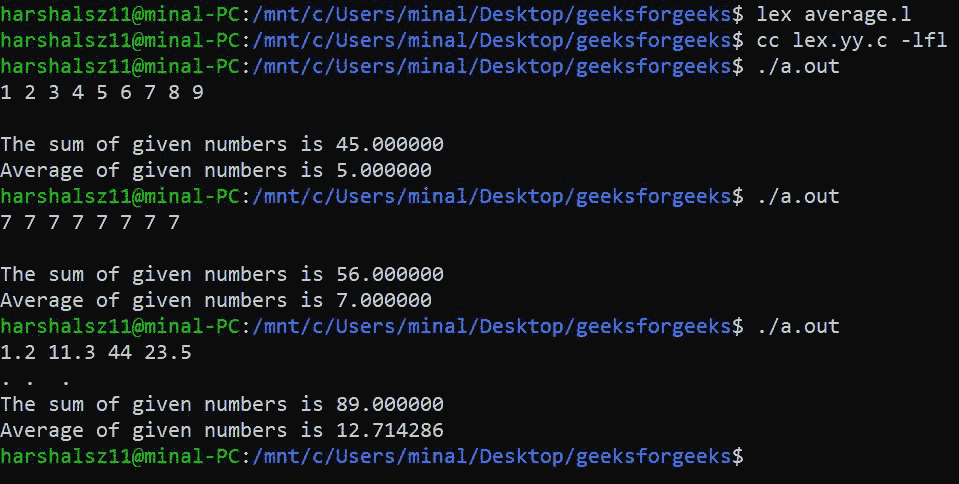 harshalsz11@minal-PC:/mnt/c/Users/minal/Desktop/geeksforgeeks$ lex average.l
harshalsz11@minal-PC:/mnt/c/Users/minal/Desktop/geeksforgeeks$ cc lex.yy.c -lfl
harshalsz11@minal-PC:/mnt/c/Users/minal/Desktop/geeksforgeeks$ ./a.out
1 2 3 4 5 6 7 8 9
The sum of given numbers is 45.000000
Average of given numbers is 5.000000
harshalsz11@minal-PC:/mnt/c/Users/minal/Desktop/geeksforgeeks$ ./a.out
7 7 7 7 7 7 7 7
The sum of given numbers is 56.000000
Average of given numbers is 7.000000
harshalsz11@minal-PC:/mnt/c/Users/minal/Desktop/geeksforgeeks$ ./a.out
1.2 11.3 44 23.5
. .  .
The sum of given numbers is 89.000000
Average of given numbers is 12.714286
harshalsz11@minal-PC:/mnt/c/Users/minal/Desktop/geeksforgeeks$